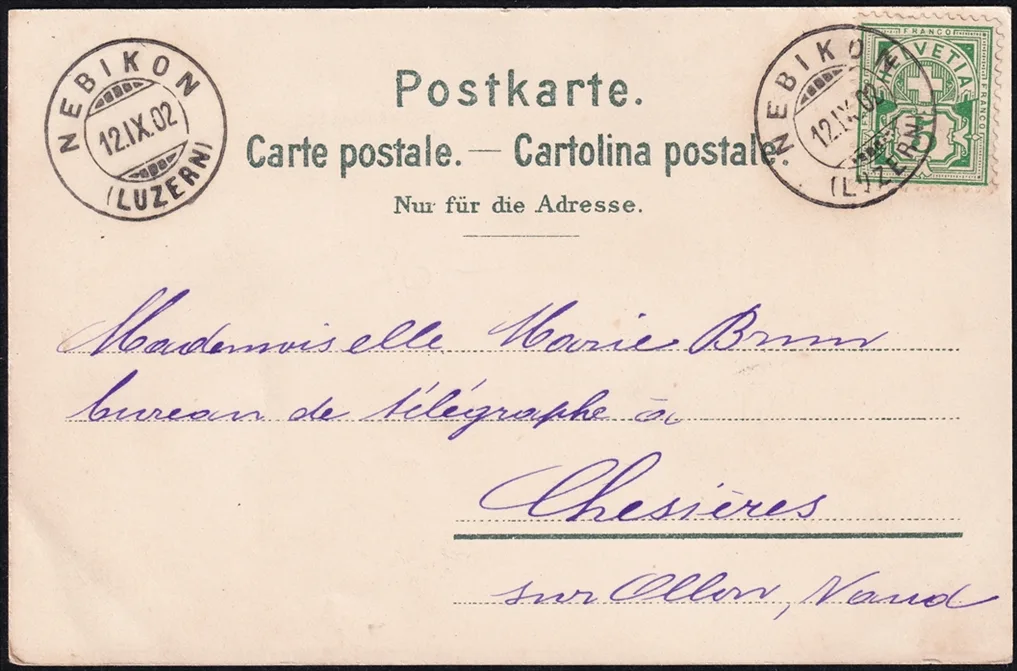 NEBIKON
12.IX.02
(LUZERN)
NEBIKON
12.IX.02
(LUZERN)
FRANCO
HELVETIA
FRANCO
5
Postkarte.
Carte postale. — Cartolina postale.
Nur für die Adresse.
Mademoiselle Marie Brun
bureau de télégraphe à
Chesières
sur Ollon, Vaud